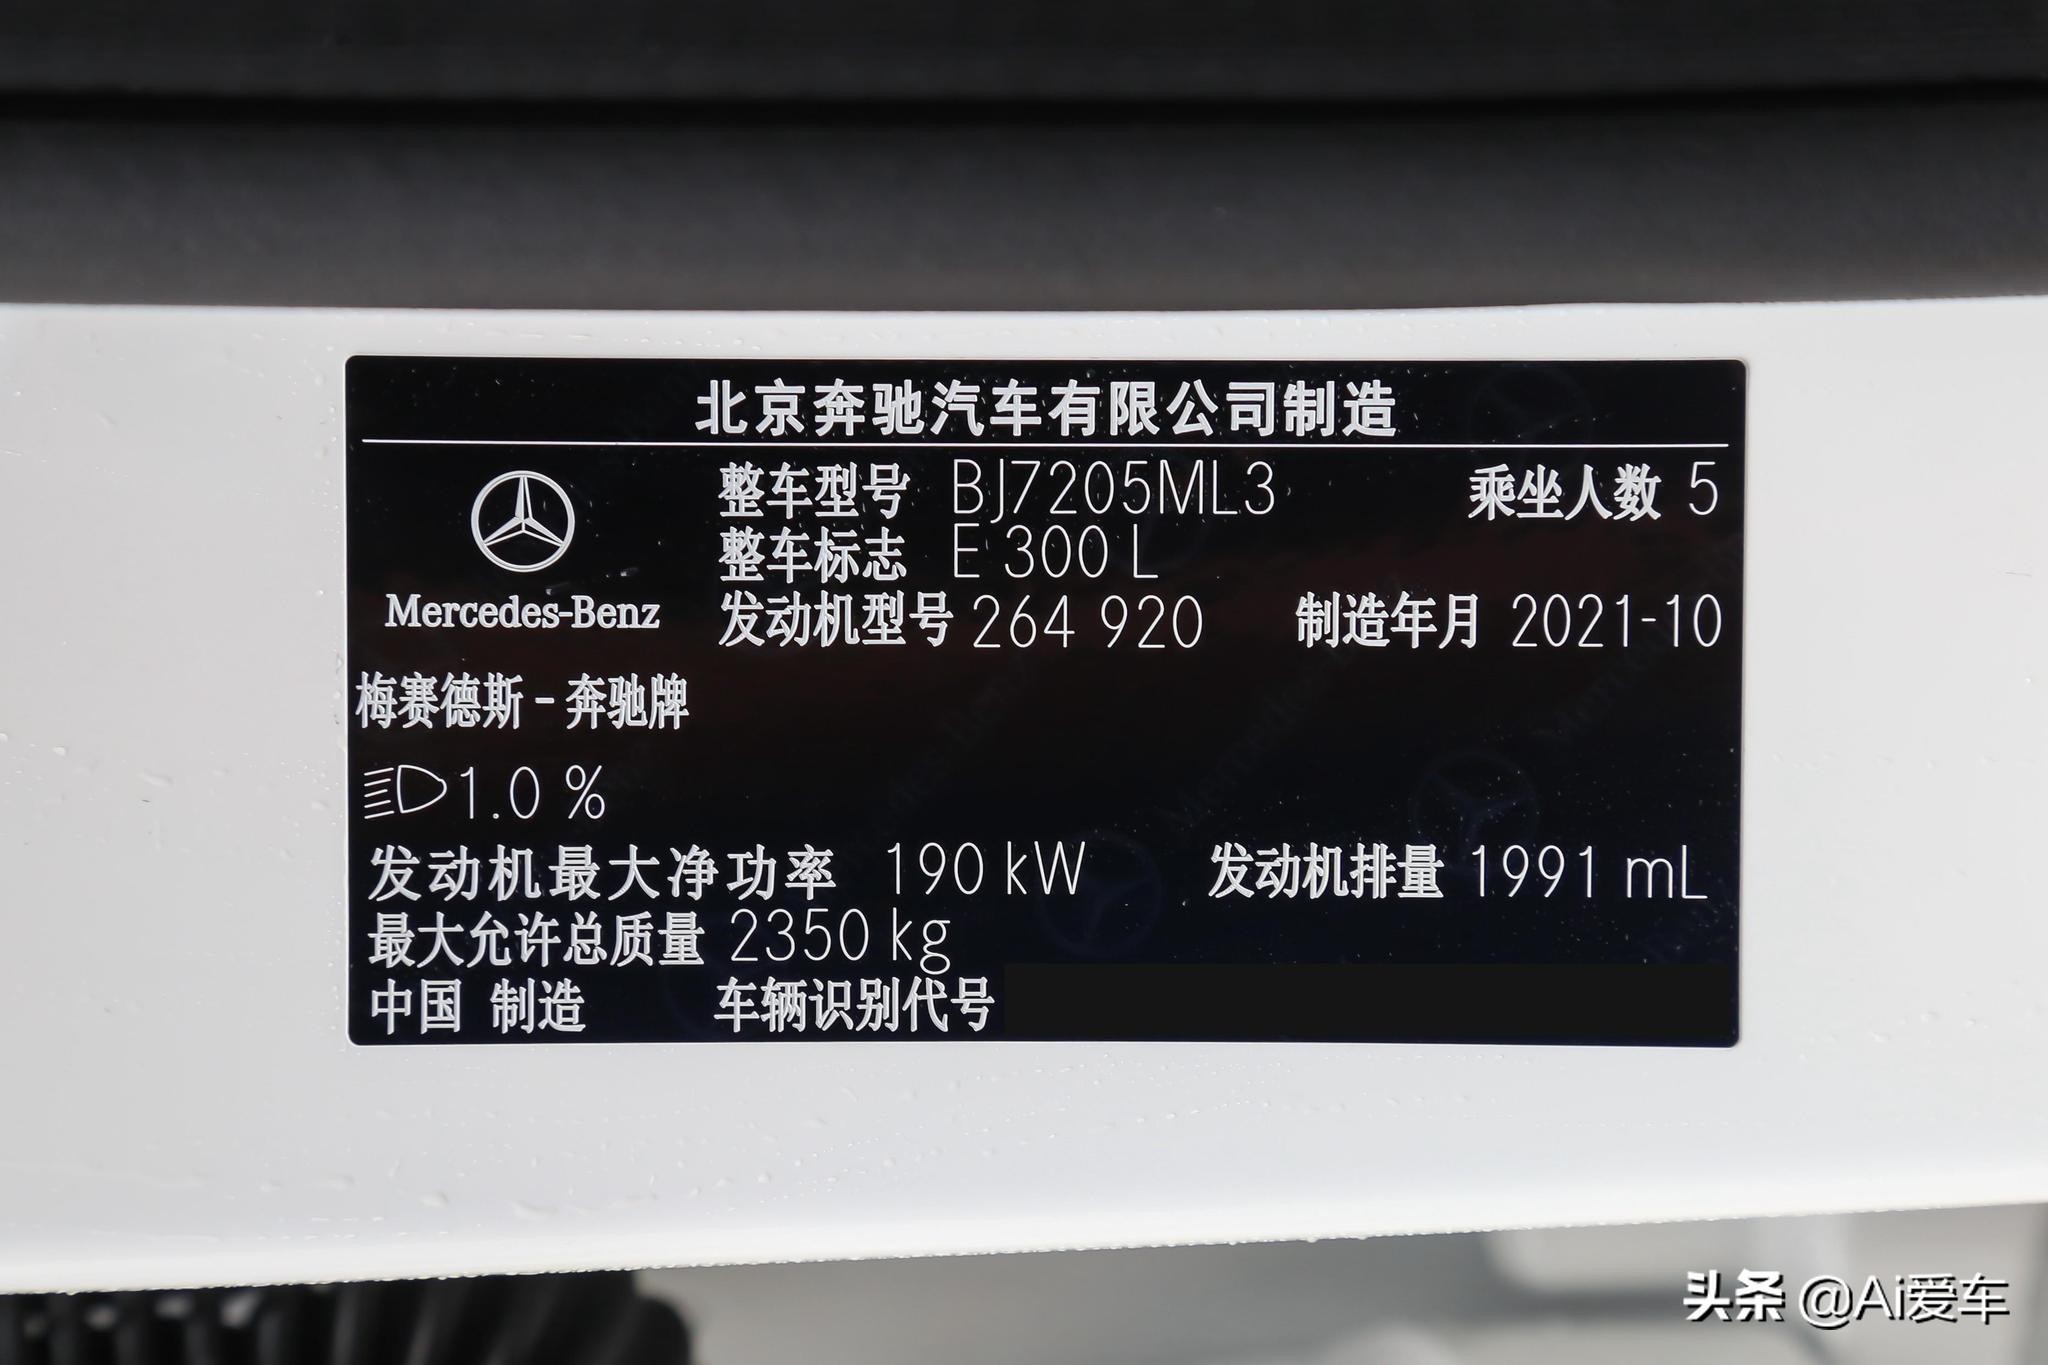 北京奔驰汽车有限公司制造
整车型号 BJ7205ML3 乘坐人数 5
整车标志 E 300 L
Mercedes-Benz 发动机型号 264 920 制造年月 2021-10
梅赛德斯-奔驰牌
1.0 %
发动机最大净功率 190 kW 发动机排量 1991 mL
最大允许总质量 2350 kg
中国 制造 车辆识别代号
头条 @Ai爱车